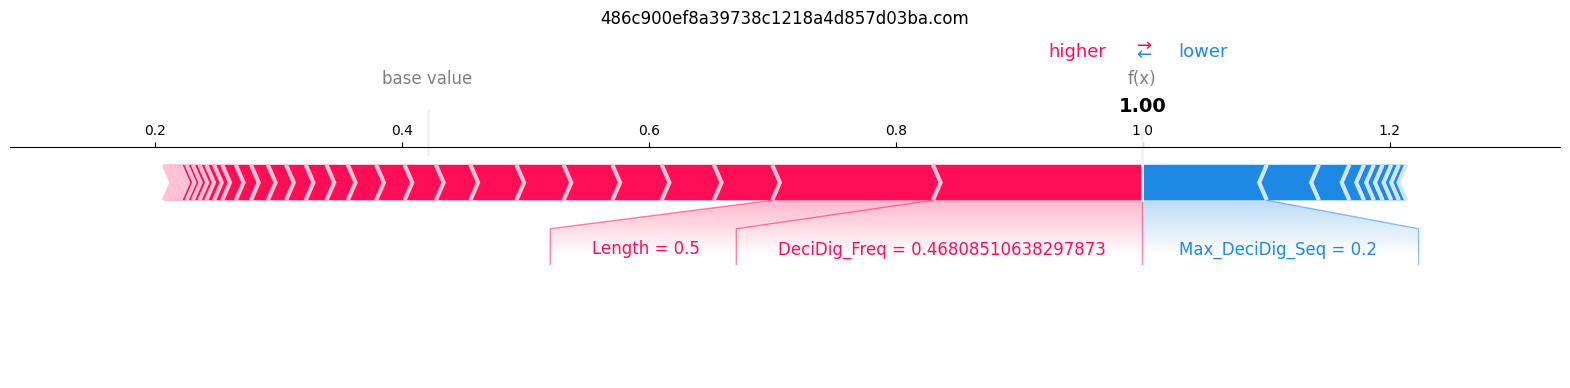 486c900ef8a39738c1218a4d857d03ba.com
higher ⇄ lower
base value f(x)
1.00
0.2 0.4 0.6 0.8 1.0 1.2
Length = 0.5 DeciDig_Freq = 0.46808510638297873 Max_DeciDig_Seq = 0.2